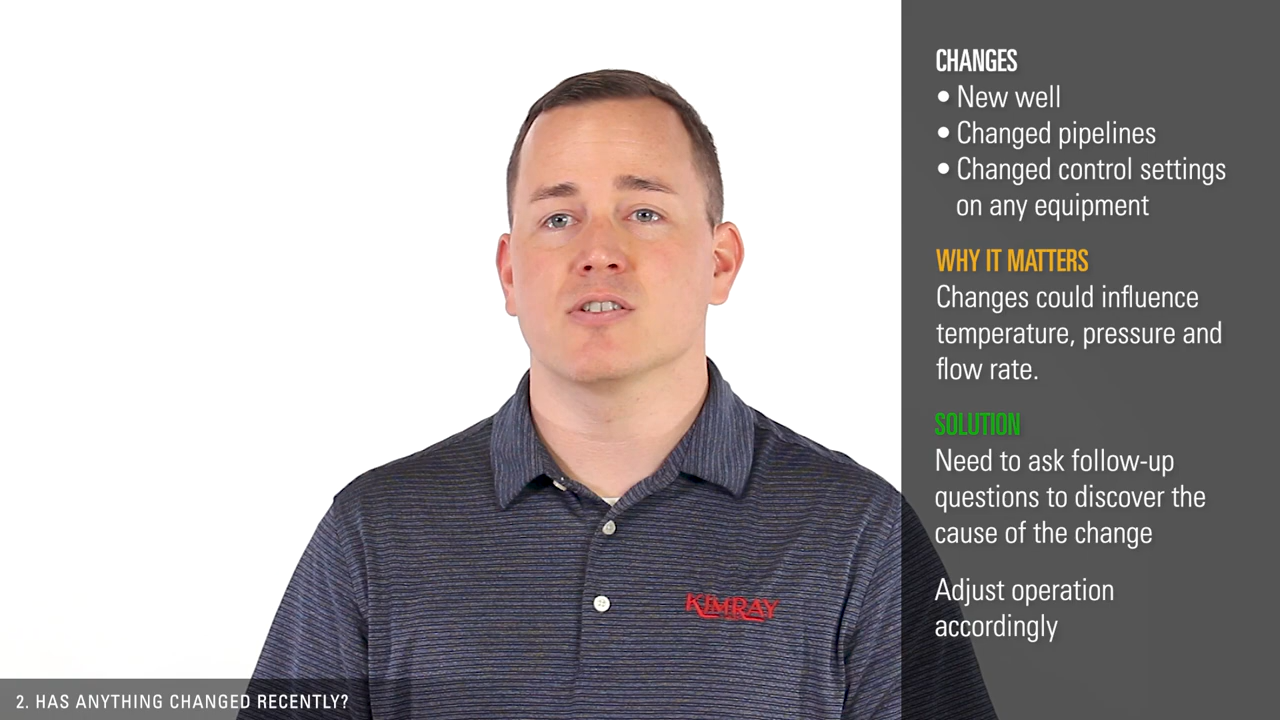 CHANGES
• New well
• Changed pipelines
• Changed control settings
on any equipment
WHY IT MATTERS
Changes could influence
temperature, pressure and
flow rate.
SOLUTION
Need to ask follow-up
questions to discover the
cause of the change
Adjust operation
accordingly
KIMRAY
2. HAS ANYTHING CHANGED RECENTLY?